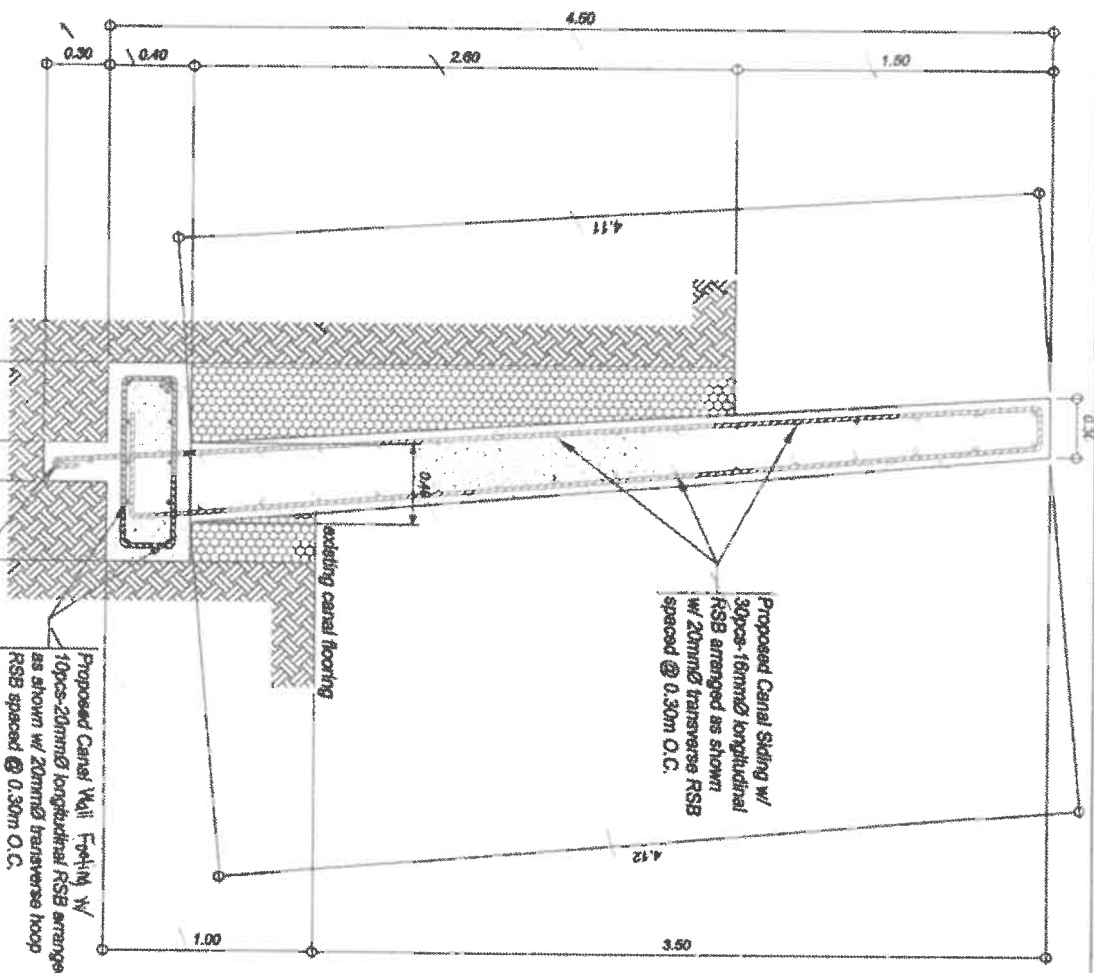 4.50
0.30
0.40
2.60
1.50
4.11
0.40
existing canal flooring
Proposed Canal Siding w/
30pcs-16mmØ longitudinal
RSB arranged as shown
w/ 20mmØ transverse RSB
spaced @ 0.30m O.C.
4.12
Proposed Canal Wall w/
10pcs-20mmØ longitudinal RSB arrange
as shown w/ 20mmØ transverse hoop
RSB spaced @ 0.30m O.C.
1.00
3.50